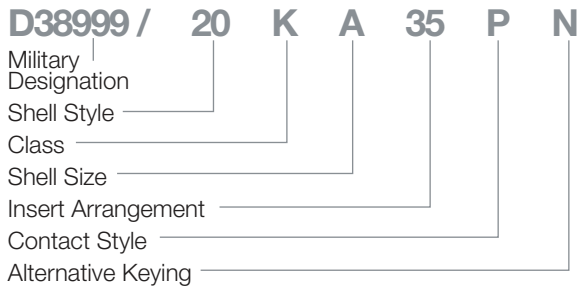 D38999 / 20 K A 35 P N
Military
Designation
Shell Style
Class
Shell Size
Insert Arrangement
Contact Style
Alternative Keying